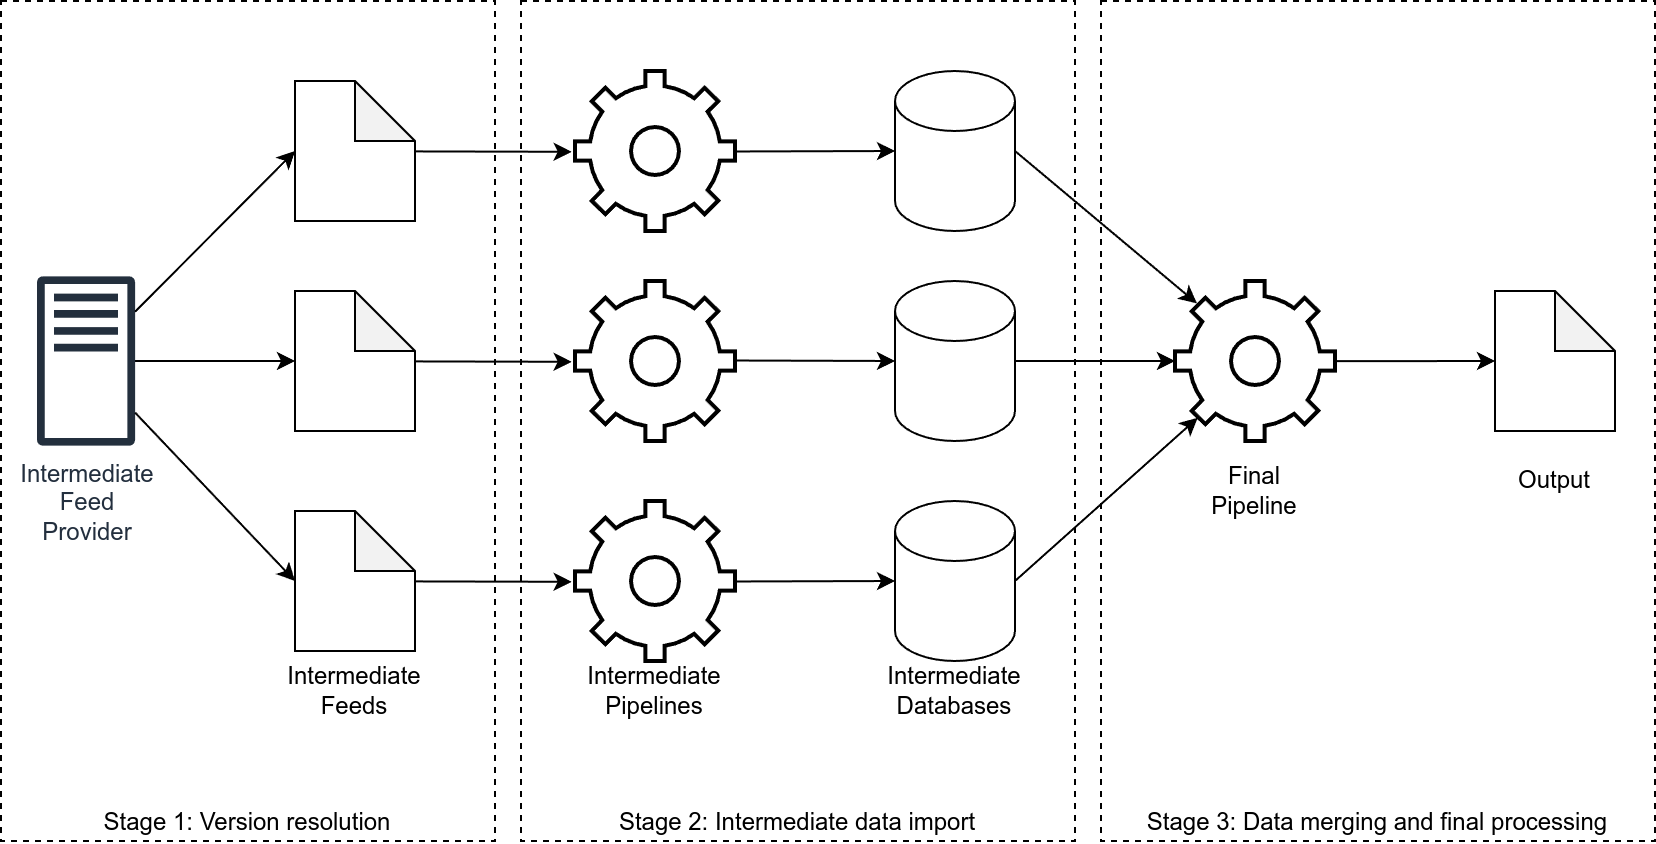 Intermediate
Feed
Provider
Intermediate
Feeds
Stage 1: Version resolution
Intermediate
Pipelines
Intermediate
Databases
Stage 2: Intermediate data import
Final
Pipeline
Output
Stage 3: Data merging and final processing